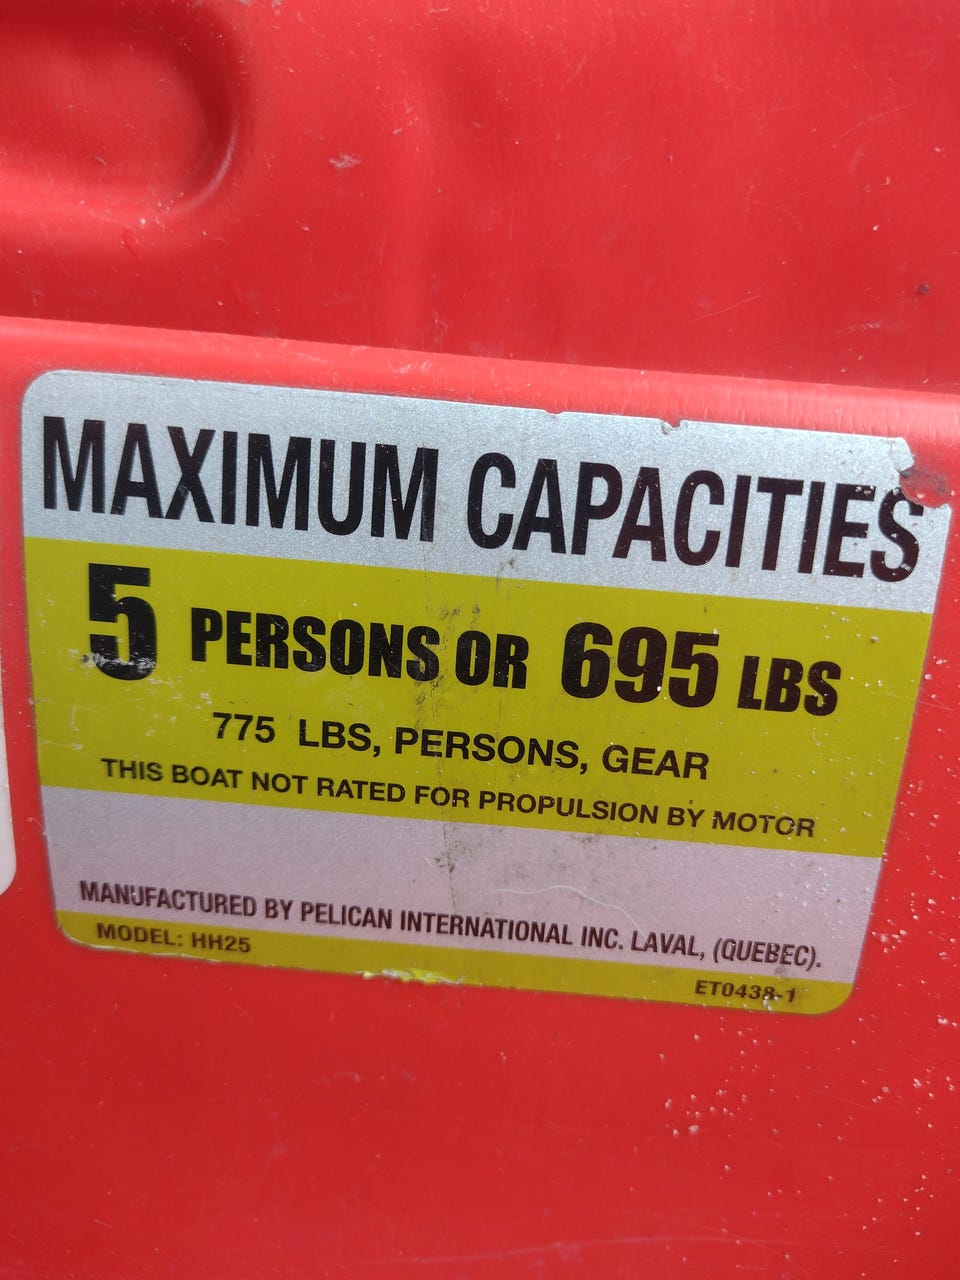 MAXIMUM CAPACITIES
5 PERSONS OR 695 LBS
775 LBS, PERSONS, GEAR
THIS BOAT NOT RATED FOR PROPULSION BY MOTOR
MANUFACTURED BY PELICAN INTERNATIONAL INC. LAVAL, (QUEBEC).
MODEL: HH25
ET0438-1